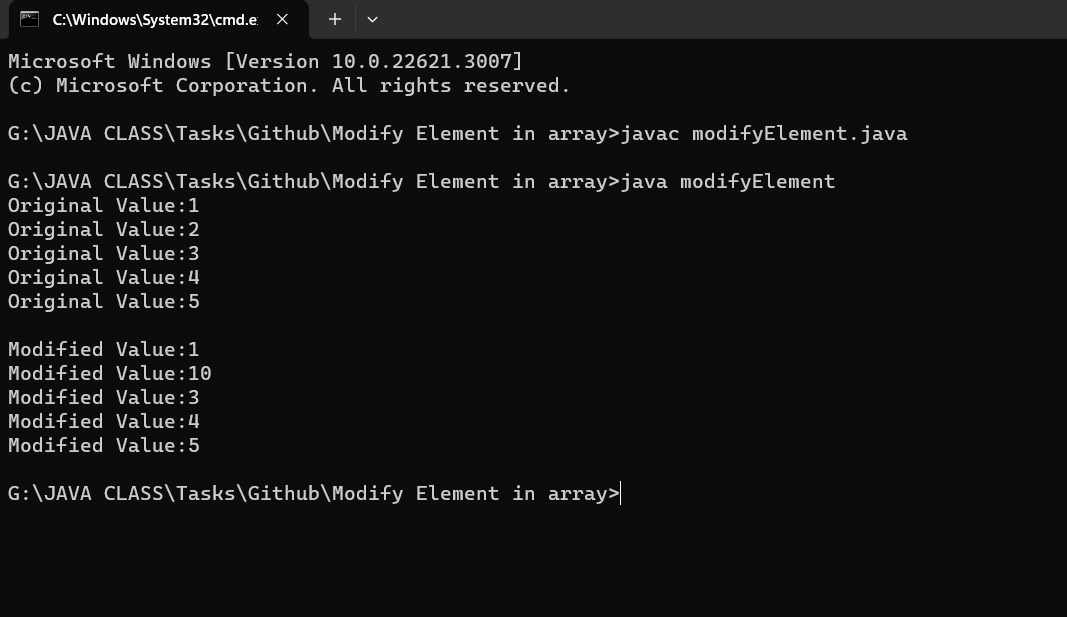 C:\Windows\System32\cmd.e
Microsoft Windows [Version 10.0.22621.3007]
(c) Microsoft Corporation. All rights reserved.
G:\JAVA CLASS\Tasks\Github\Modify Element in array>javac modifyElement.java
G:\JAVA CLASS\Tasks\Github\Modify Element in array>java modifyElement
Original Value:1
Original Value:2
Original Value:3
Original Value:4
Original Value:5
Modified Value:1
Modified Value:10
Modified Value:3
Modified Value:4
Modified Value:5
G:\JAVA CLASS\Tasks\Github\Modify Element in array>